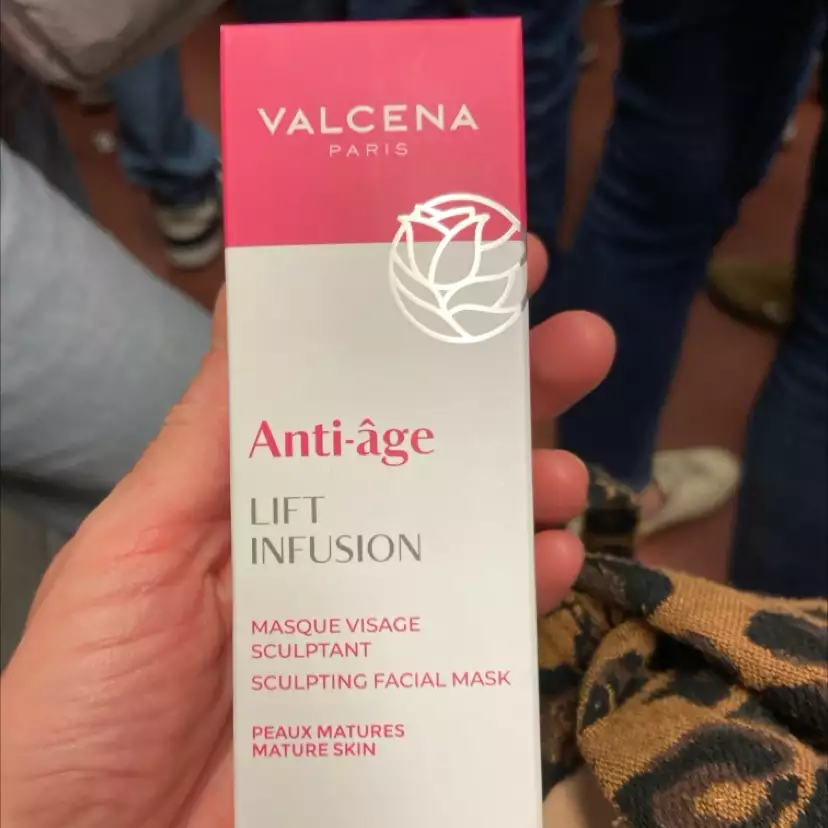 VALCENA
PARIS
Anti-âge
LIFT
INFUSION
MASQUE VISAGE
SCULPTANT
SCULPTING FACIAL MASK
PEAUX MATURES
MATURE SKIN